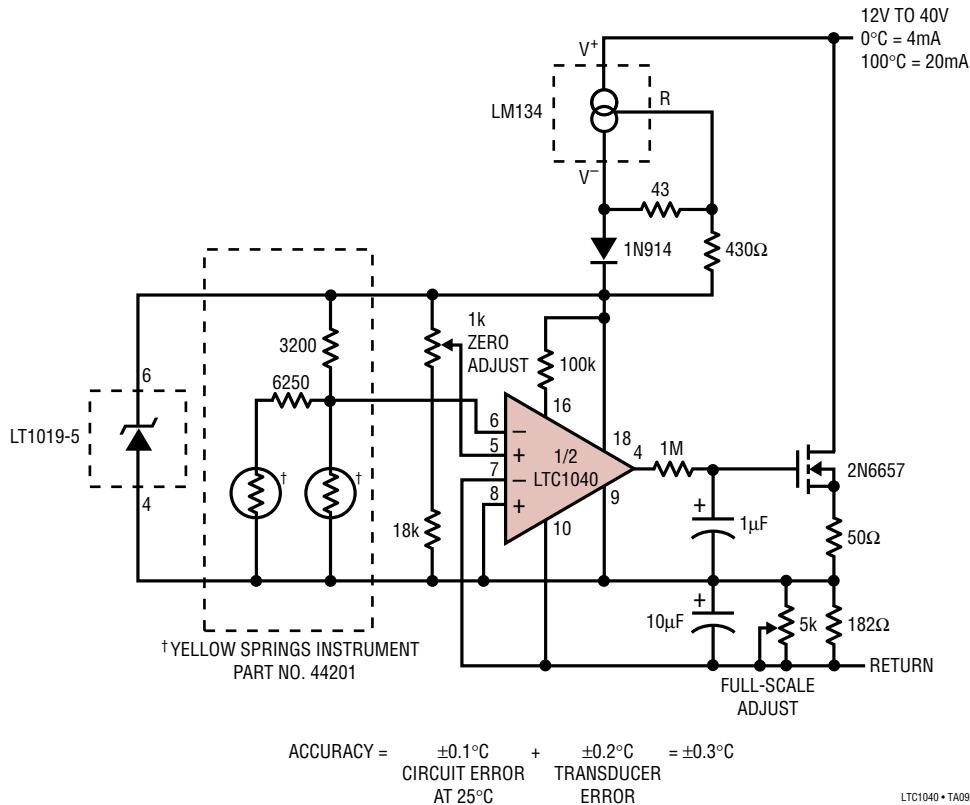 12V TO 40V
0°C = 4mA
100°C = 20mA
V+
LM134
R
V−
43
1N914
430Ω
3200
1k
ZERO
ADJUST
100k
6250
6
LT1019-5
4
†
†
16
6
5
7
8
−
+
−
+
1/2
LTC1040
18
4
9
10
1M
2N6657
18k
+
1μF
50Ω
+
10μF
5k
182Ω
RETURN
FULL-SCALE
ADJUST
†YELLOW SPRINGS INSTRUMENT
PART NO. 44201
ACCURACY = ±0.1°C + ±0.2°C = ±0.3°C
CIRCUIT ERROR TRANSDUCER
AT 25°C ERROR
LTC1040 • TA09